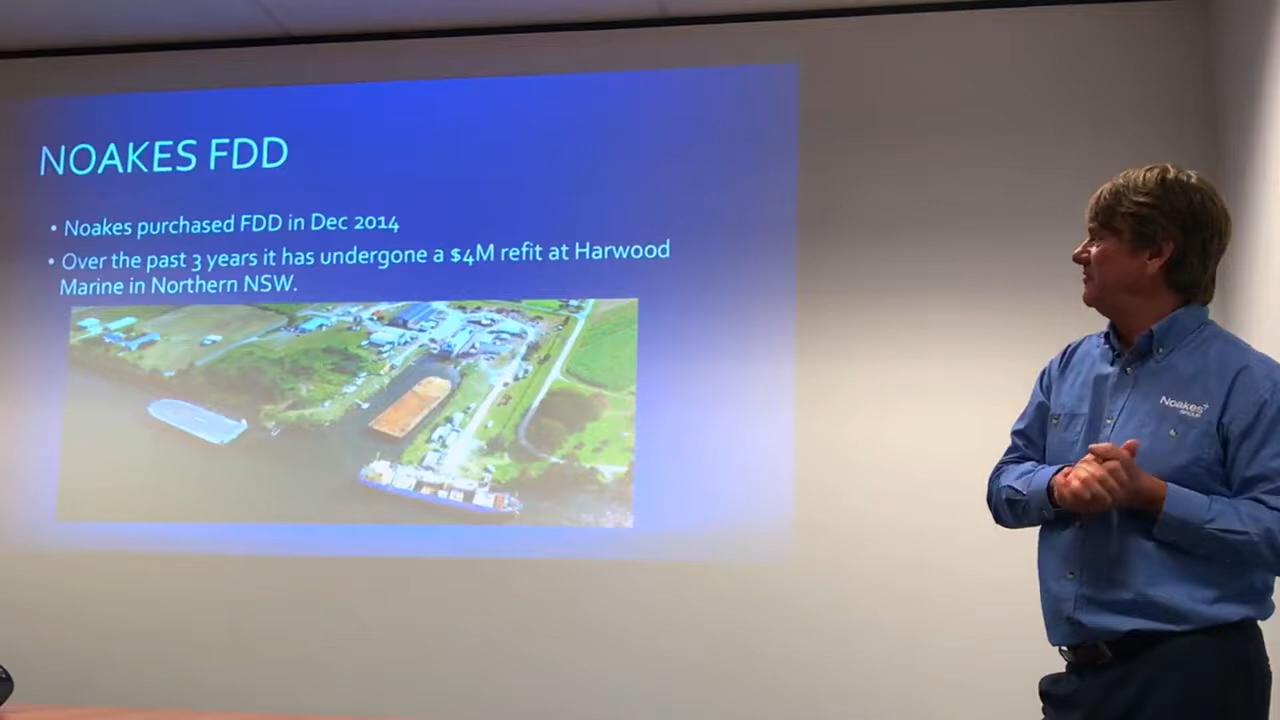 NOAKES FDD
• Noakes purchased FDD in Dec 2014
• Over the past 3 years it has undergone a $4M refit at Harwood
Marine in Northern NSW.
Noakes
GROUP